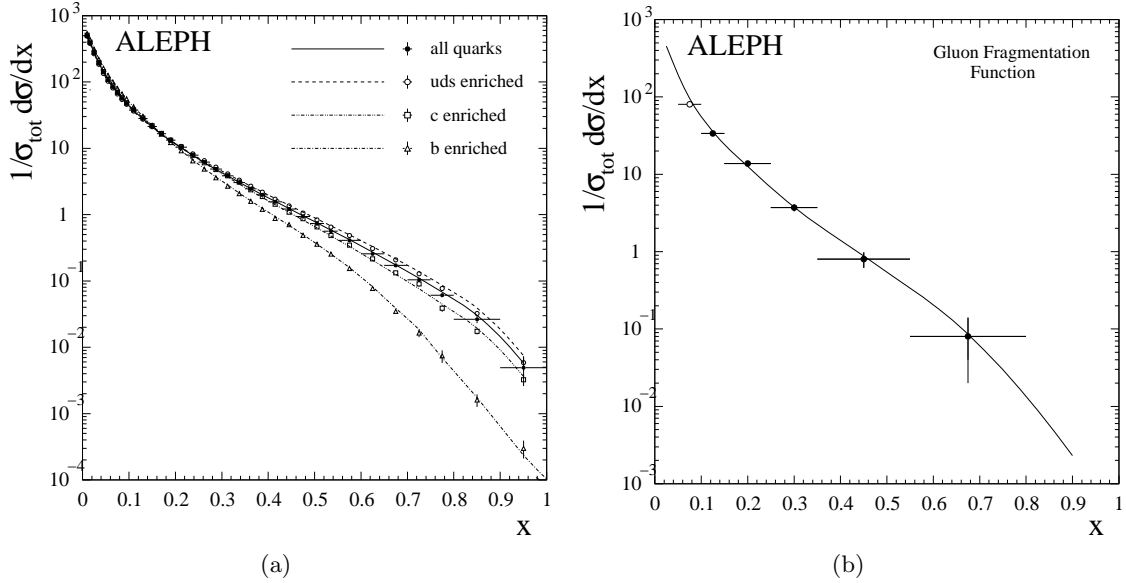 ALEPH
all quarks
uds enriched
c enriched
b enriched
1/σ_tot dσ/dx
10^3
10^2
10
1
10^-1
10^-2
10^-3
10^-4
0 0.1 0.2 0.3 0.4 0.5 0.6 0.7 0.8 0.9 1
x
(a)
ALEPH
Gluon Fragmentation
Function
1/σ_tot dσ/dx
10^3
10^2
10
1
10^-1
10^-2
10^-3
0 0.1 0.2 0.3 0.4 0.5 0.6 0.7 0.8 0.9 1
x
(b)